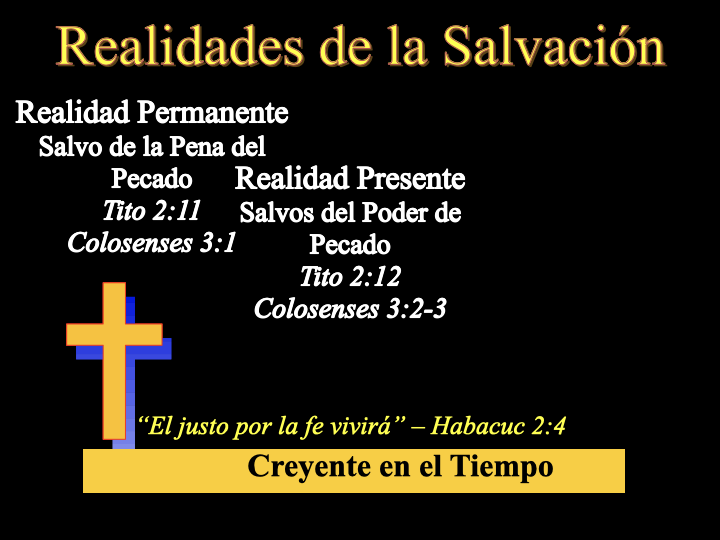 Realidades de la Salvación
Realidad Permanente
Salvo de la Pena del
Pecado
Tito 2:11
Colosenses 3:1
Realidad Presente
Salvos del Poder de
Pecado
Tito 2:12
Colosenses 3:2-3
“El justo por la fe vivirá” – Habacuc 2:4
Creyente en el Tiempo